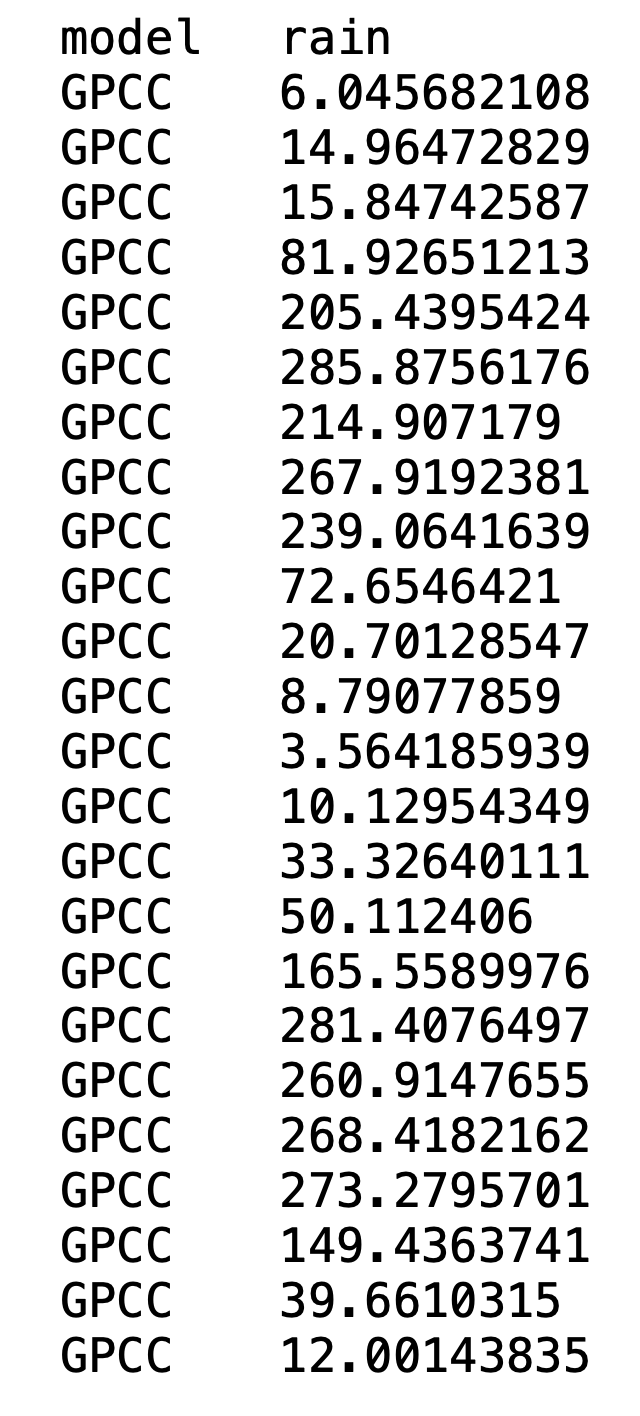 model rain
GPCC 6.045682108
GPCC 14.96472829
GPCC 15.84742587
GPCC 81.92651213
GPCC 205.4395424
GPCC 285.8756176
GPCC 214.907179
GPCC 267.9192381
GPCC 239.0641639
GPCC 72.6546421
GPCC 20.70128547
GPCC 8.79077859
GPCC 3.564185939
GPCC 10.12954349
GPCC 33.32640111
GPCC 50.112406
GPCC 165.5589976
GPCC 281.4076497
GPCC 260.9147655
GPCC 268.4182162
GPCC 273.2795701
GPCC 149.4363741
GPCC 39.6610315
GPCC 12.00143835